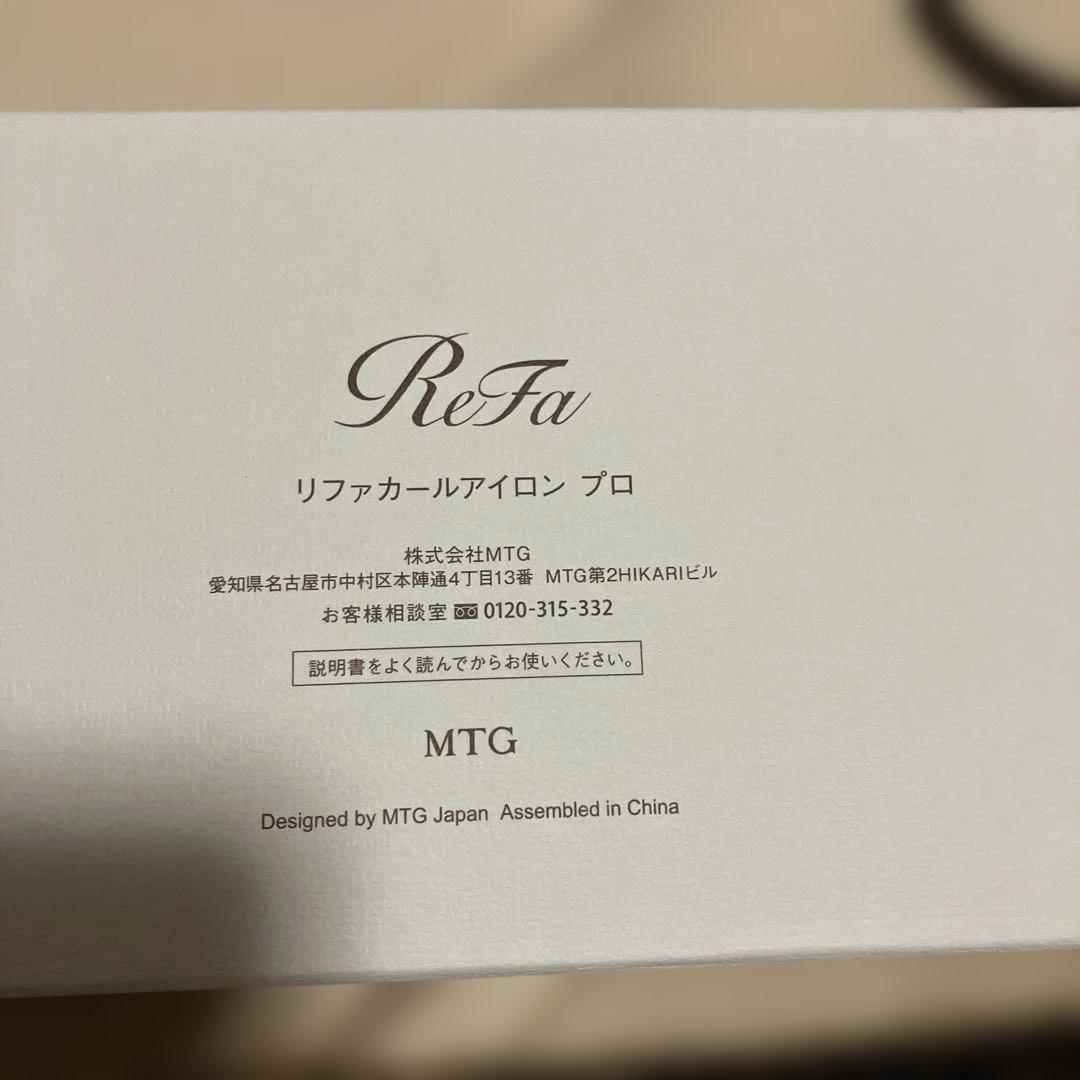 ReFa
リファカールアイロン プロ
株式会社MTG
愛知県名古屋市中村区本陣通4丁目13番 MTG第2HIKARIビル
お客様相談室 0120-315-332
説明書をよく読んでからお使いください。
MTG
Designed by MTG Japan Assembled in China